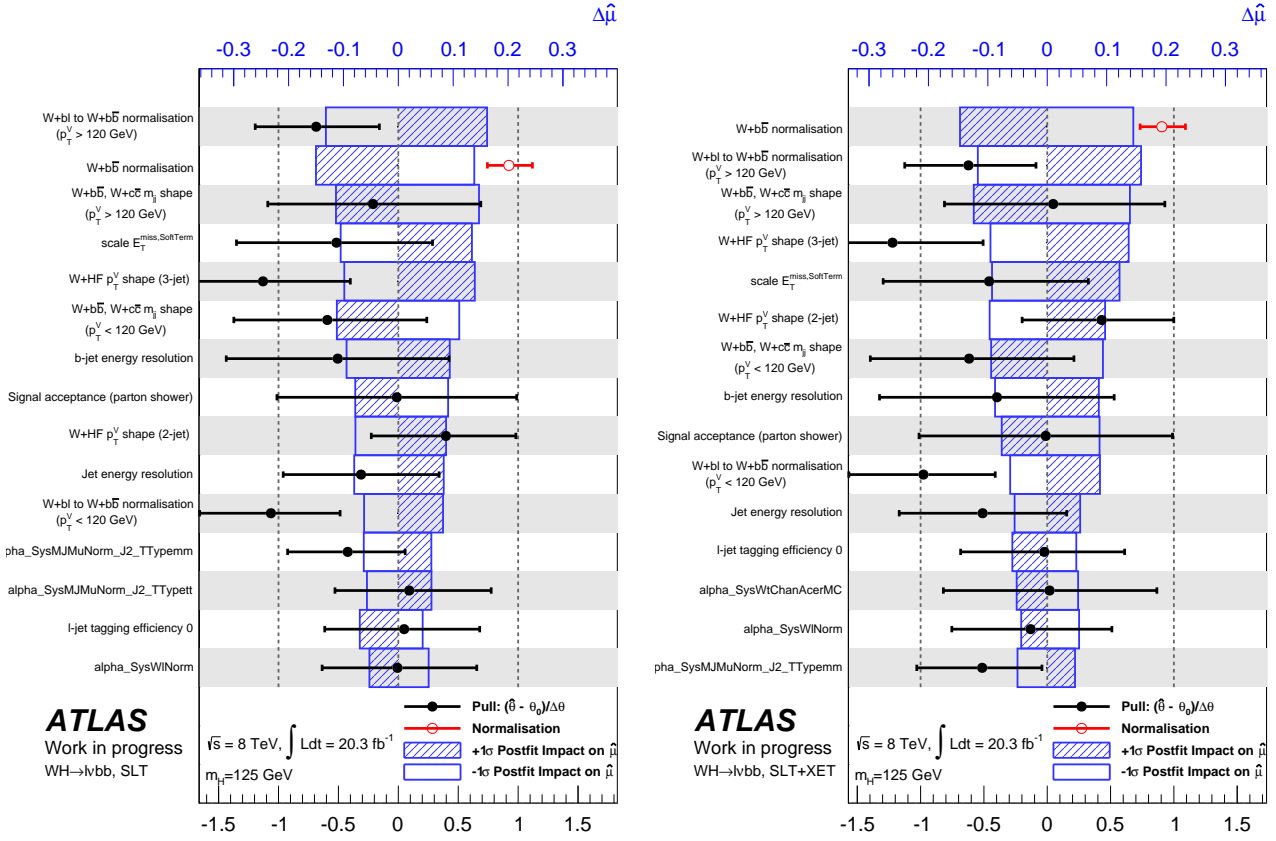 Δμ̂
-0.3 -0.2 -0.1 0 0.1 0.2 0.3
W+bl to W+bb̅ normalisation
(p_T^V > 120 GeV)
W+bb̅ normalisation
W+bb̅, W+cc̅ m_jj shape
(p_T^V > 120 GeV)
scale E_T^miss,SoftTerm
W+HF p_T^V shape (3-jet)
W+bb̅, W+cc̅ m_jj shape
(p_T^V < 120 GeV)
b-jet energy resolution
Signal acceptance (parton shower)
W+HF p_T^V shape (2-jet)
Jet energy resolution
W+bl to W+bb̅ normalisation
(p_T^V < 120 GeV)
pha_SysMJMuNorm_J2_TTypemm
alpha_SysMJMuNorm_J2_TTypett
l-jet tagging efficiency 0
alpha_SysWlNorm
ATLAS
Work in progress
WH→lvbb, SLT
√s = 8 TeV, ∫ Ldt = 20.3 fb⁻¹
m_H=125 GeV
Pull: (θ̂ - θ₀)/Δθ
Normalisation
+1σ Postfit Impact on μ̂
-1σ Postfit Impact on μ̂
-1.5 -1 -0.5 0 0.5 1 1.5
Δμ̂
-0.3 -0.2 -0.1 0 0.1 0.2 0.3
W+bb̅ normalisation
W+bl to W+bb̅ normalisation
(p_T^V > 120 GeV)
W+bb̅, W+cc̅ m_jj shape
(p_T^V > 120 GeV)
W+HF p_T^V shape (3-jet)
scale E_T^miss,SoftTerm
W+HF p_T^V shape (2-jet)
W+bb̅, W+cc̅ m_jj shape
(p_T^V < 120 GeV)
b-jet energy resolution
Signal acceptance (parton shower)
W+bl to W+bb̅ normalisation
(p_T^V < 120 GeV)
Jet energy resolution
l-jet tagging efficiency 0
alpha_SysWtChanAcerMC
alpha_SysWlNorm
pha_SysMJMuNorm_J2_TTypemm
ATLAS
Work in progress
WH→lvbb, SLT+XET
√s = 8 TeV, ∫ Ldt = 20.3 fb⁻¹
m_H=125 GeV
Pull: (θ̂ - θ₀)/Δθ
Normalisation
+1σ Postfit Impact on μ̂
-1σ Postfit Impact on μ̂
-1.5 -1 -0.5 0 0.5 1 1.5